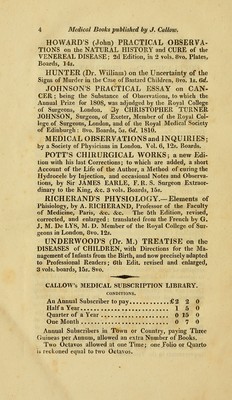 4 Medical Books published by J. Callow.
HOWARD'S (John) PRACTICAL OBSERVA-
TIONS on the NATURAL HISTORY and CURE of the
VENEREAL DISEASE; 2d Edition, in 2 vols. 8vo. Plates,
Boards, 14s.
HUNTER (Dr. William) on the Uncertainty of the
Signs of Murder in the Case of Bastard Children, 8vo. 1s. 6d.
JOHNSON'S PRACTICAL ESSAY on CAN-
CER; being the Substance of Observations, to which the
Annual Prize for 1808, was adjudged by the Royal College
of Surgeons, London. By CHRISTOPHER TURNER
JOHNSON, Surgeon, of Exeter, Member of the Royal Col-
lege of Surgeons, London, and of the Royal Medical Society
of Edinburgh: 8vo. Boards, 5s. 6d. 1810.
MEDICAL OBSERVATIONS and INQUIRIES;
by a Society of Physicians in London. Vol. 6, 12s. Boards.
POTT'S CHIRURGICAL WORKS; a new Edi-
tion with his last Corrections; to which are added, a short
Account of the Life of the Author, a Method of curing the
Hydrocele by Injection, and occasional Notes and Observa-
tions, by Sir JAMES EARLE, F. R. S. Surgeon Extraor-
dinary to the King, &c. 3 vols. Boards, 15s.
RICHERAND'S PHYSIOLOGY.—Elements of
Phisiology, by A. RICHERAND, Professor of the Faculty
of Medicine, Paris, &c. &c. The 5th Edition, revised,
corrected, and enlarged: translated from the French by G.
J. M. De LYS, M. D. Member of the Royal College of Sur-
geons in London, 8vo. 12s.
UNDERWOOD'S (Dr. M.) TREATISE on the
DISEASES of CHILDREN, with Directions for the Ma-
nagement of Infants from the Birth, and now precisely adapted
to Professional Readers; 6th Edit. revised and enlarged,
3 vols. boards, 15s. 8vo.
CALLOW'S MEDICAL SUBSCRIPTION LIBRARY.
CONDITIONS.
An Annual Subscriber to pay............£2 2 0
Half a Year............ 1 5 0
Quarter of a Year............ 0 15 0
One Month............ 0 7 0
Annual Subscribers in Town or Country, paying Three
Guineas per Annum, allowed an extra Number of Books.
Two Octavos allowed at one Time; one Folio or Quarto
is reckoned equal to two Octavos.